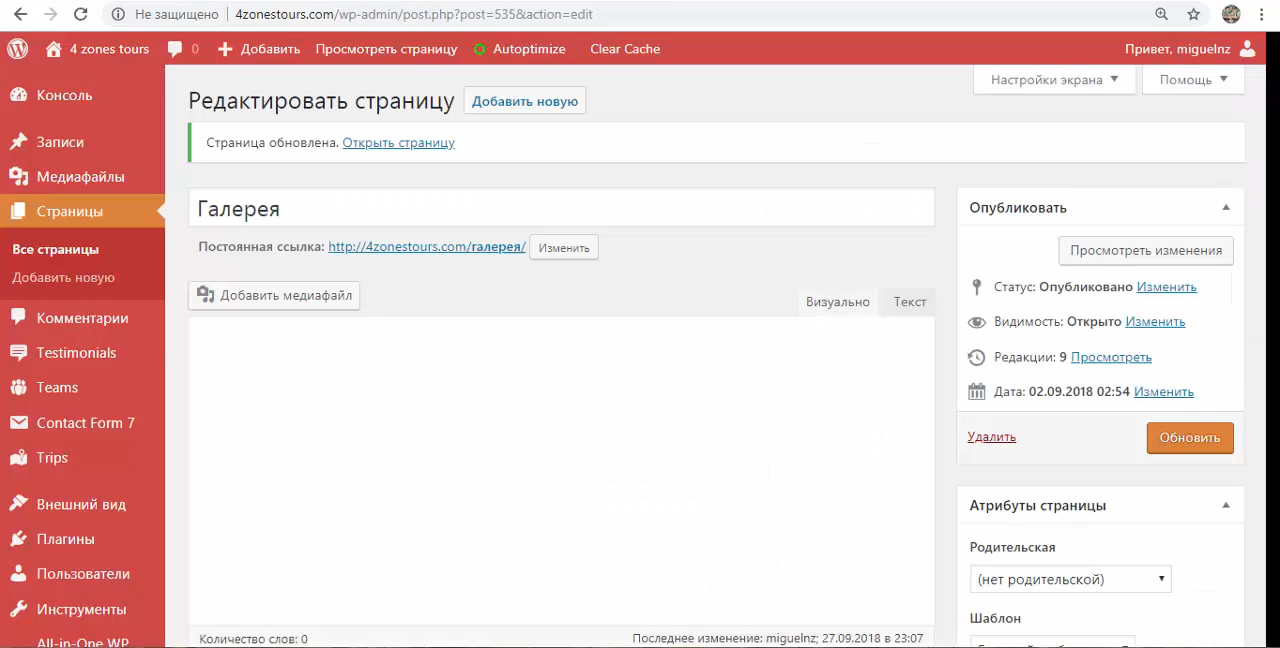 Не защищено 4zonestours.com/wp-admin/post.php?post=535&action=edit
4 zones tours 0 Добавить Просмотреть страницу Autoptimize Clear Cache Привет, miguelnz
Настройки экрана Помощь
Консоль
Записи
Медиафайлы
Страницы
Все страницы
Добавить новую
Комментарии
Testimonials
Teams
Contact Form 7
Trips
Внешний вид
Плагины
Пользователи
Инструменты
All-in-One WP
Редактировать страницу Добавить новую
Страница обновлена. Открыть страницу
Галерея
Постоянная ссылка: http://4zonestours.com/галерея/ Изменить
Добавить медиафайл
Визуально Текст
Количество слов: 0
Последнее изменение: miguelnz; 27.09.2018 в 23:07
Опубликовать
Просмотреть изменения
Статус: Опубликовано Изменить
Видимость: Открыто Изменить
Редакции: 9 Просмотреть
Дата: 02.09.2018 02:54 Изменить
Удалить Обновить
Атрибуты страницы
Родительская
(нет родительской)
Шаблон